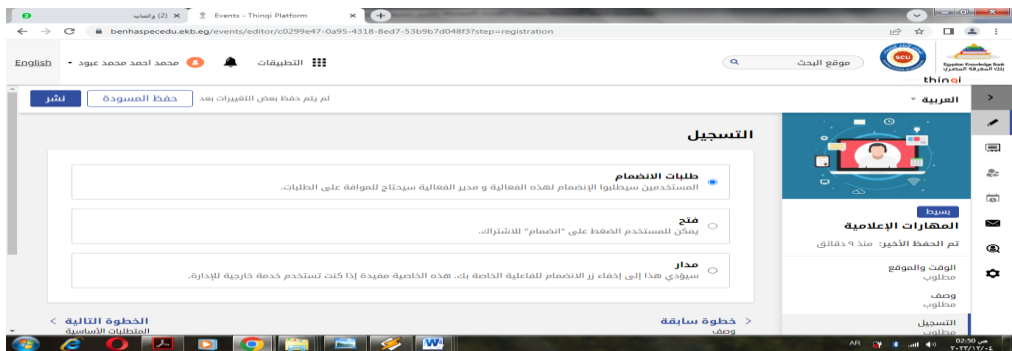 واتساب (2)
Events - Thinqi Platform
benhaspecedu.ekb.eg/events/editor/c0299e47-0a95-4318-8ed7-53b9b7d048f3?step=registration
موقع البحث
التطبيقات
محمد احمد محمد عبود
English
SCU
Egyptian Knowledge Bank
بنك المعرفة المصري
thinqi
العربية
لم يتم حفظ بعض التغييرات بعد
حفظ المسودة
نشر
التسجيل
طلبات الانضمام
المستخدمين سيطلبوا الإنضمام لهذه الفعالية و مدير الفعالية سيحتاج للموافة على الطلبات.
فتح
يمكن للمستخدم الضغط على "انضمام" للاشتراك.
مدار
سيؤدي هذا إلى إخفاء زر الانضمام للفاعلية الخاصة بك. هذه الخاصية مفيدة إذا كنت تستخدم خدمة خارجية للإدارة.
خطوة سابقة
وصف
الخطوة التالية
المتطلبات الأساسية
بسيط
المهارات الإعلامية
تم الحفظ الأخير: منذ ٩ دقائق
الوقت والموقع
مطلوب
وصف
مطلوب
التسجيل
مطلوب
AR
02:50 ص